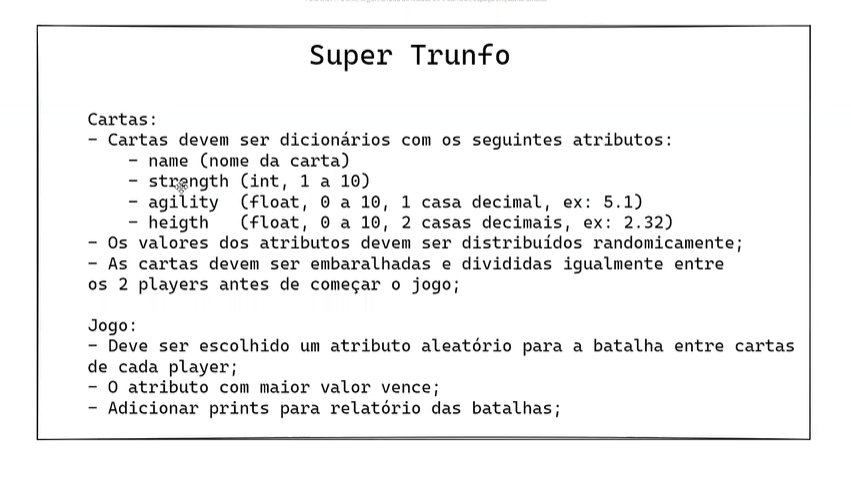 Super Trunfo
Cartas:
- Cartas devem ser dicionários com os seguintes atributos:
- name (nome da carta)
- strength (int, 1 a 10)
- agility (float, 0 a 10, 1 casa decimal, ex: 5.1)
- heigth (float, 0 a 10, 2 casas decimais, ex: 2.32)
- Os valores dos atributos devem ser distribuídos randomicamente;
- As cartas devem ser embaralhadas e divididas igualmente entre
os 2 players antes de começar o jogo;
Jogo:
- Deve ser escolhido um atributo aleatório para a batalha entre cartas
de cada player;
- O atributo com maior valor vence;
- Adicionar prints para relatório das batalhas;